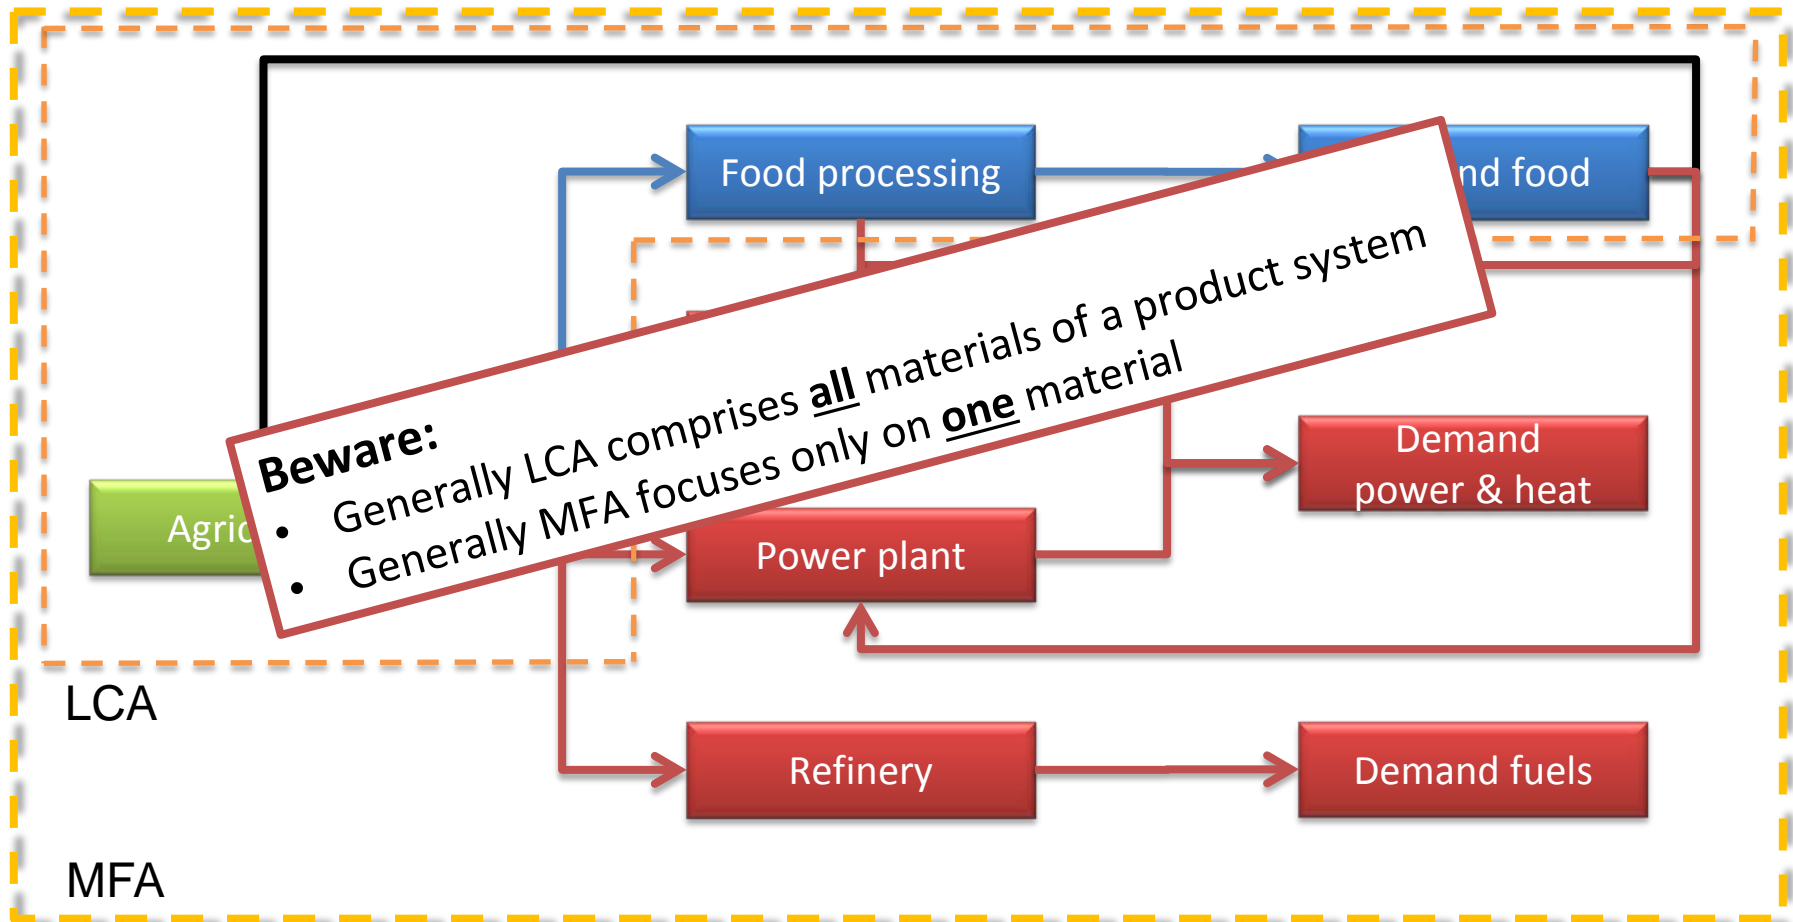 Food processing
nd food
Beware:
• Generally LCA comprises all materials of a product system
• Generally MFA focuses only on one material
Demand
power & heat
Agric
Power plant
LCA
Refinery
Demand fuels
MFA